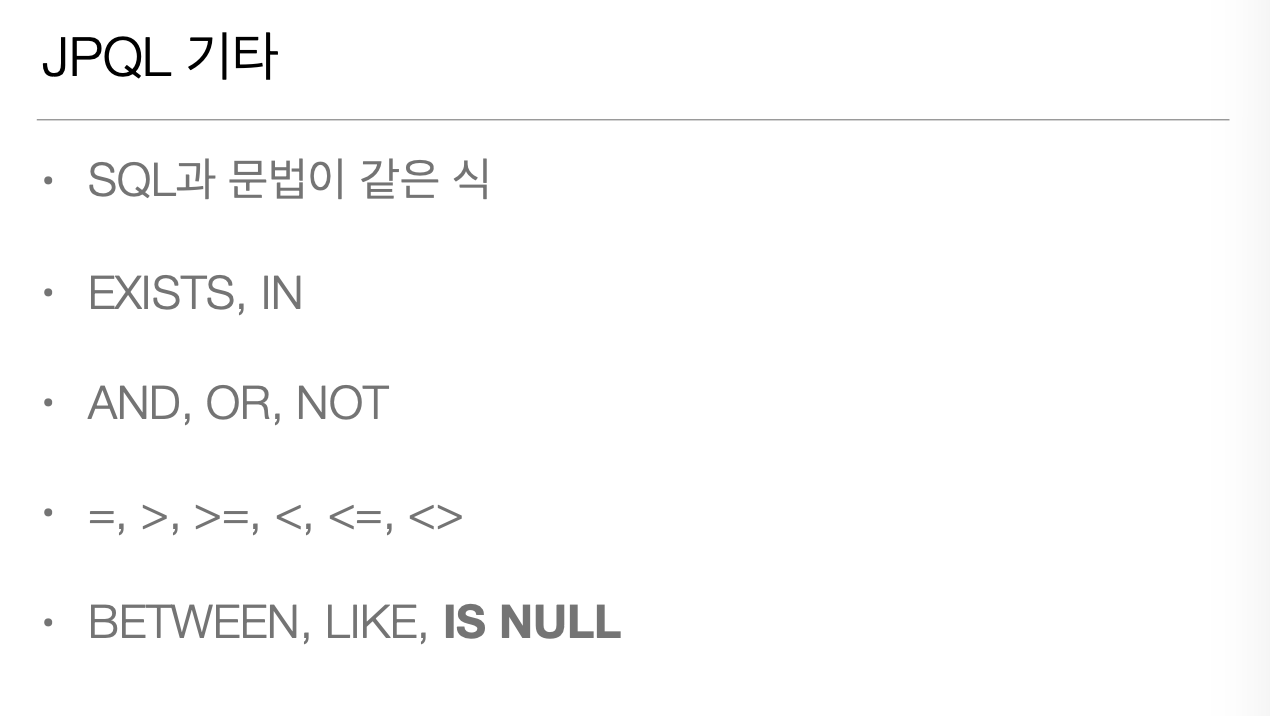 JPQL 기타
• SQL과 문법이 같은 식
• EXISTS, IN
• AND, OR, NOT
• =, >, >=, <, <=, <>
• BETWEEN, LIKE, IS NULL